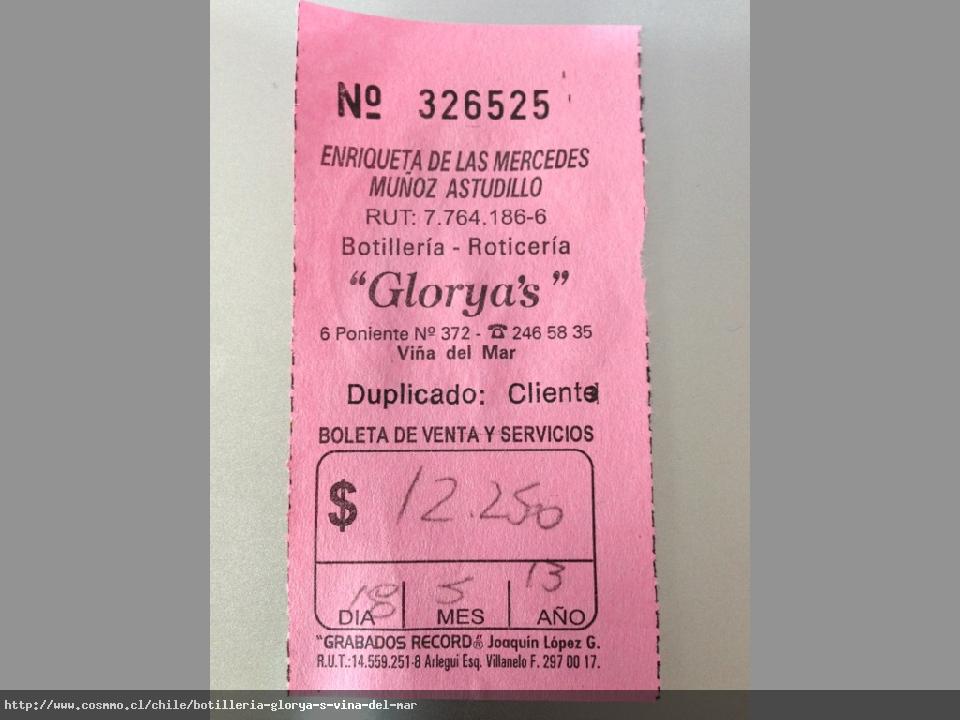 Nº 326525
ENRIQUETA DE LAS MERCEDES
MUÑOZ ASTUDILLO
RUT: 7.764.186-6
Botillería - Roticería
“Glorya's”
6 Poniente Nº 372 - ☎ 246 58 35
Viña del Mar
Duplicado: Cliente
BOLETA DE VENTA Y SERVICIOS
$ 12.250
18 5 13
DIA MES AÑO
"GRABADOS RECORD" Joaquín López G.
R.U.T.:14.559.251-8 Arlegui Esq. Villanelo F. 297 00 17.
http://www.cosmmo.cl/chile/botilleria-glorya-s-vina-del-mar